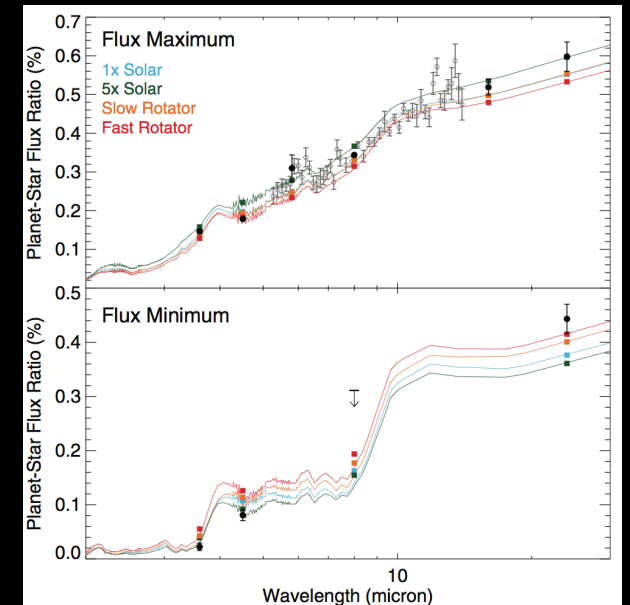 0.7
Flux Maximum
0.6
1x Solar
0.5
5x Solar
Slow Rotator
0.4
Fast Rotator
0.3
0.2
0.1
Planet-Star Flux Ratio (%)
0.5
Flux Minimum
0.4
0.3
0.2
0.1
0.0
Planet-Star Flux Ratio (%)
10
Wavelength (micron)